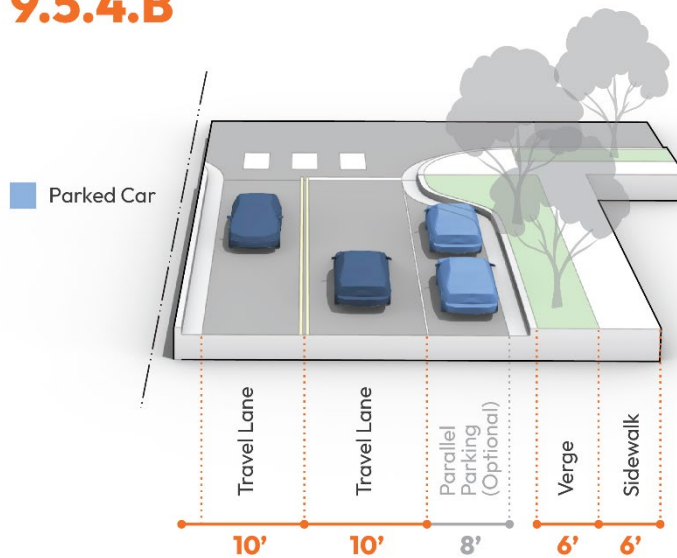 9.5.4.B
Parked Car
Travel Lane
Travel Lane
Parallel
Parking
(Optional)
Verge
Sidewalk
10’
10’
8’
6’
6’